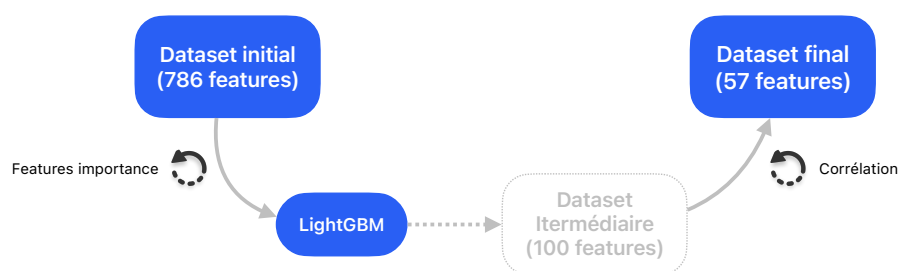 Dataset initial
(786 features)
Dataset final
(57 features)
Features importance
Corrélation
LightGBM
Dataset
Itermédiaire
(100 features)